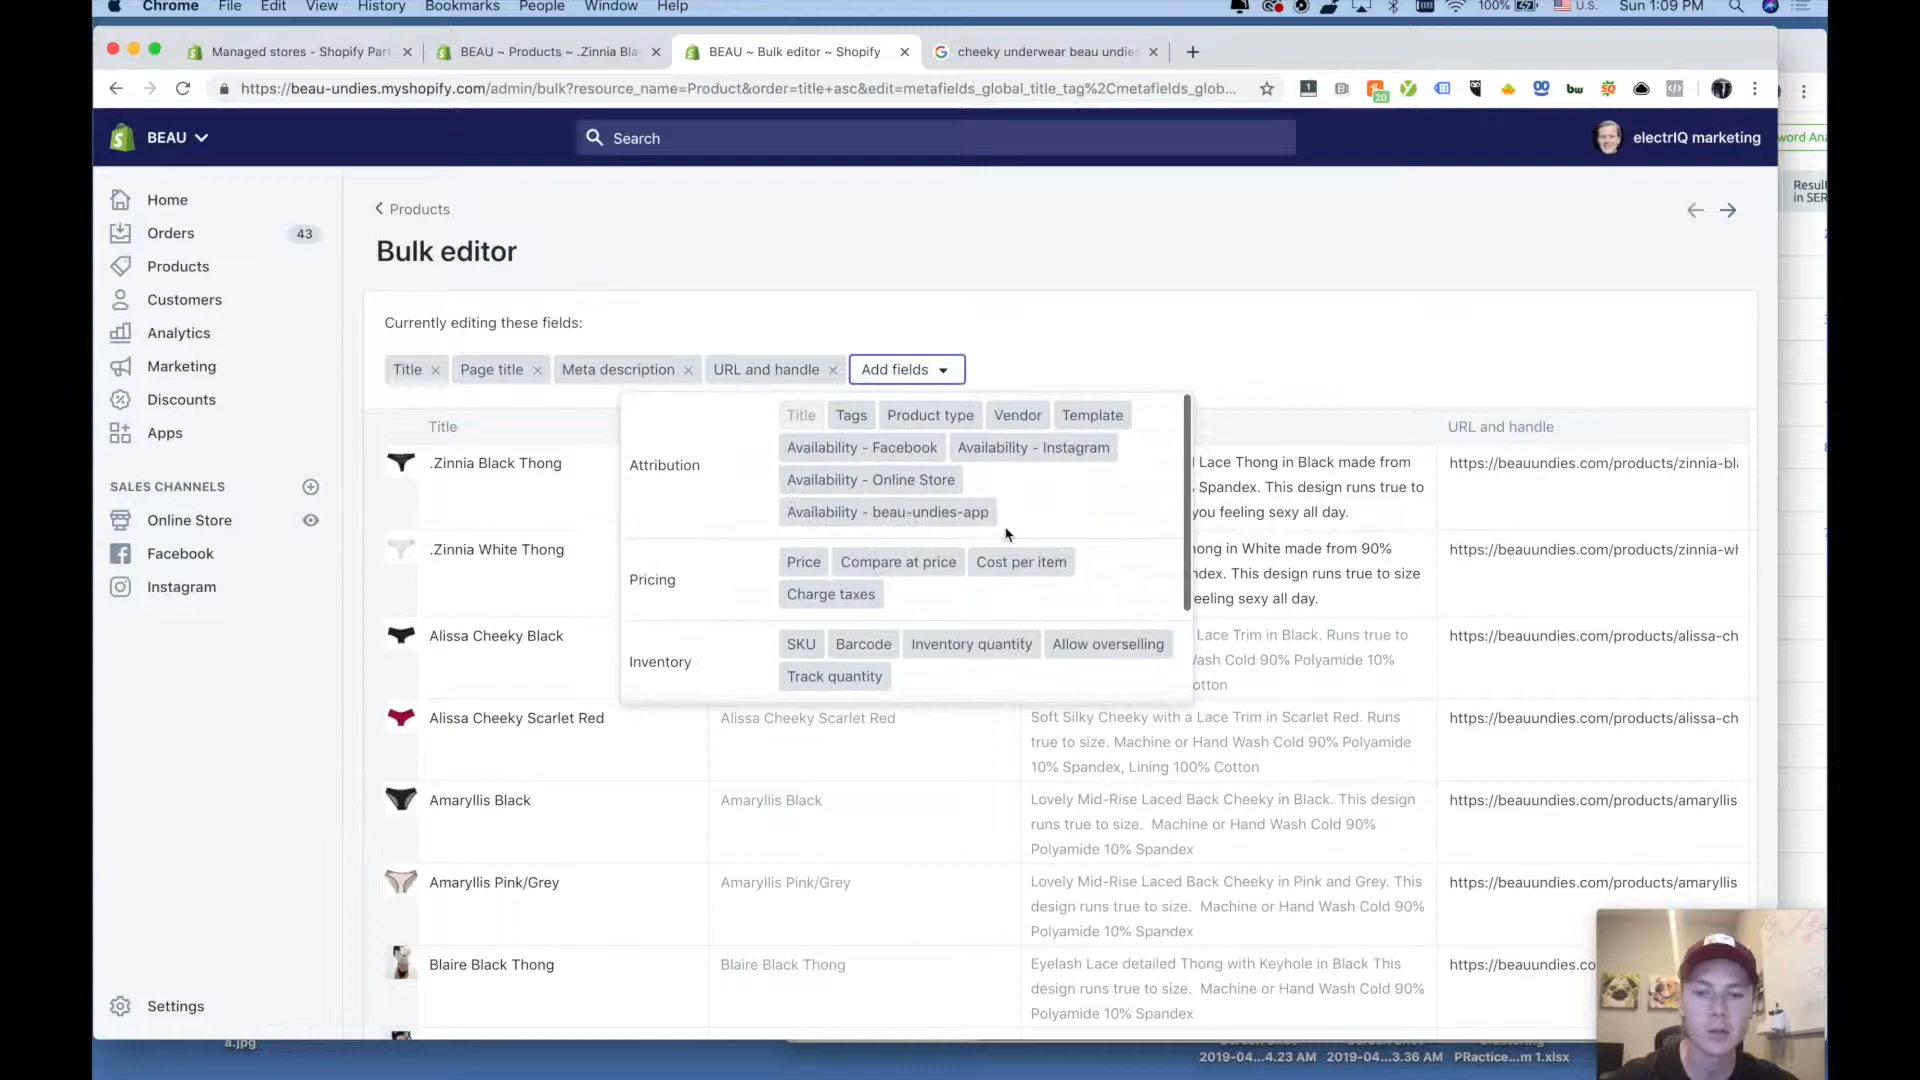 Chrome File Edit View History Bookmarks People Window Help 100% U.S. Sun 1:09 PM
Managed stores - Shopify Part
BEAU ~ Products ~ .Zinnia Bla
BEAU ~ Bulk editor ~ Shopify
cheeky underwear beau undies
https://beau-undies.myshopify.com/admin/bulk?resource_name=Product&order=title+asc&edit=metafields_global_title_tag%2Cmetafields_glob...
BEAU
Search
electrIQ marketing
word Ana
Result
in SER
Home
Orders 43
Products
Customers
Analytics
Marketing
Discounts
Apps
SALES CHANNELS
Online Store
Facebook
Instagram
Settings
Products
Bulk editor
Currently editing these fields:
Title Page title Meta description URL and handle Add fields
Attribution
Title Tags Product type Vendor Template
Availability - Facebook Availability - Instagram
Availability - Online Store
Availability - beau-undies-app
Pricing
Price Compare at price Cost per item
Charge taxes
Inventory
SKU Barcode Inventory quantity Allow overselling
Track quantity
Title URL and handle
.Zinnia Black Thong
Lace Thong in Black made from
Spandex. This design runs true to
you feeling sexy all day.
https://beauundies.com/products/zinnia-bla
.Zinnia White Thong
ong in White made from 90%
ndex. This design runs true to size
eeling sexy all day.
https://beauundies.com/products/zinnia-wh
Alissa Cheeky Black
Lace Trim in Black. Runs true to
ash Cold 90% Polyamide 10%
otton
https://beauundies.com/products/alissa-ch
Alissa Cheeky Scarlet Red
Alissa Cheeky Scarlet Red
Soft Silky Cheeky with a Lace Trim in Scarlet Red. Runs
true to size. Machine or Hand Wash Cold 90% Polyamide
10% Spandex, Lining 100% Cotton
https://beauundies.com/products/alissa-ch
Amaryllis Black
Amaryllis Black
Lovely Mid-Rise Laced Back Cheeky in Black. This design
runs true to size. Machine or Hand Wash Cold 90%
Polyamide 10% Spandex
https://beauundies.com/products/amaryllis
Amaryllis Pink/Grey
Amaryllis Pink/Grey
Lovely Mid-Rise Laced Back Cheeky in Pink and Grey. This
design runs true to size. Machine or Hand Wash Cold 90%
Polyamide 10% Spandex
https://beauundies.com/products/amaryllis
Blaire Black Thong
Blaire Black Thong
Eyelash Lace detailed Thong with Keyhole in Black This
design runs true to size. Machine or Hand Wash Cold 90%
Polyamide 10% Spandex
https://beauundies.co
a.jpg
2019-04...4.23 AM 2019-04...3.36 AM PRactice...m 1.xlsx